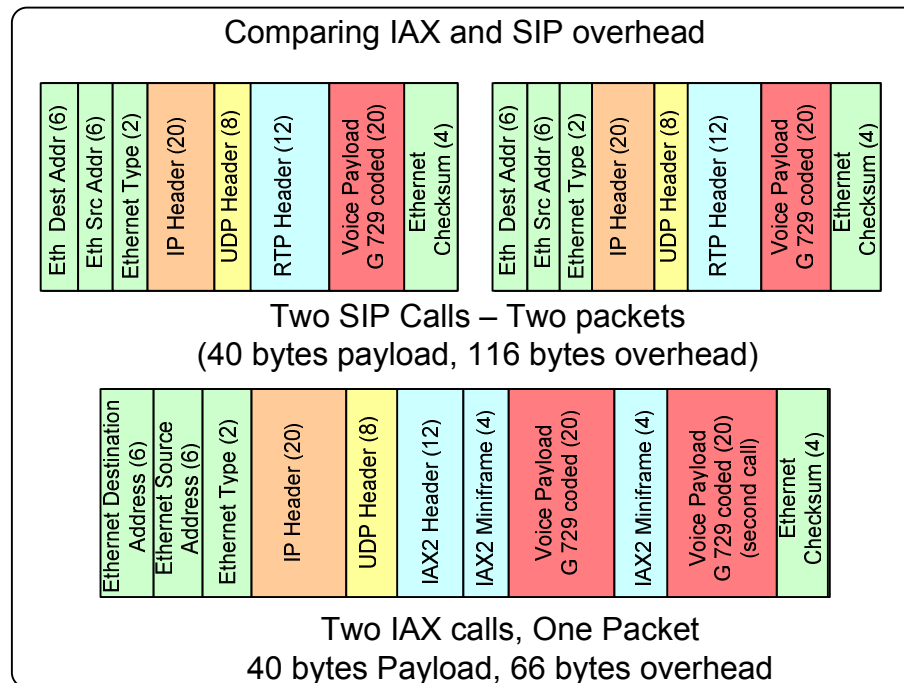 Comparing IAX and SIP overhead
Eth Dest Addr (6)
Eth Src Addr (6)
Ethernet Type (2)
IP Header (20)
UDP Header (8)
RTP Header (12)
Voice Payload
G 729 coded (20)
Ethernet
Checksum (4)
Eth Dest Addr (6)
Eth Src Addr (6)
Ethernet Type (2)
IP Header (20)
UDP Header (8)
RTP Header (12)
Voice Payload
G 729 coded (20)
Ethernet
Checksum (4)
Two SIP Calls – Two packets
(40 bytes payload, 116 bytes overhead)
Ethernet Destination
Address (6)
Ethernet Source
Address (6)
Ethernet Type (2)
IP Header (20)
UDP Header (8)
IAX2 Header (12)
IAX2 Miniframe (4)
Voice Payload
G 729 coded (20)
IAX2 Miniframe (4)
Voice Payload
G 729 coded (20)
(second call)
Ethernet
Checksum (4)
Two IAX calls, One Packet
40 bytes Payload, 66 bytes overhead